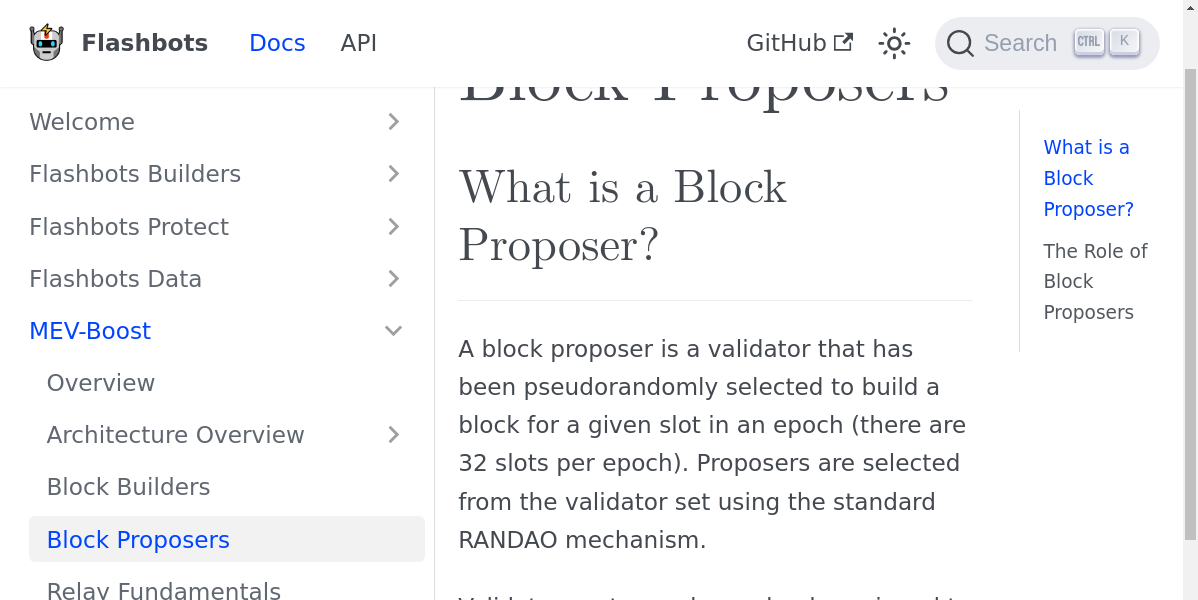 Flashbots
Docs
API
GitHub
Search
CTRL
K
Welcome
Flashbots Builders
Flashbots Protect
Flashbots Data
MEV-Boost
Overview
Architecture Overview
Block Builders
Block Proposers
Relay Fundamentals
Block Proposers
What is a Block
Proposer?
A block proposer is a validator that has
been pseudorandomly selected to build a
block for a given slot in an epoch (there are
32 slots per epoch). Proposers are selected
from the validator set using the standard
RANDAO mechanism.
What is a
Block
Proposer?
The Role of
Block
Proposers